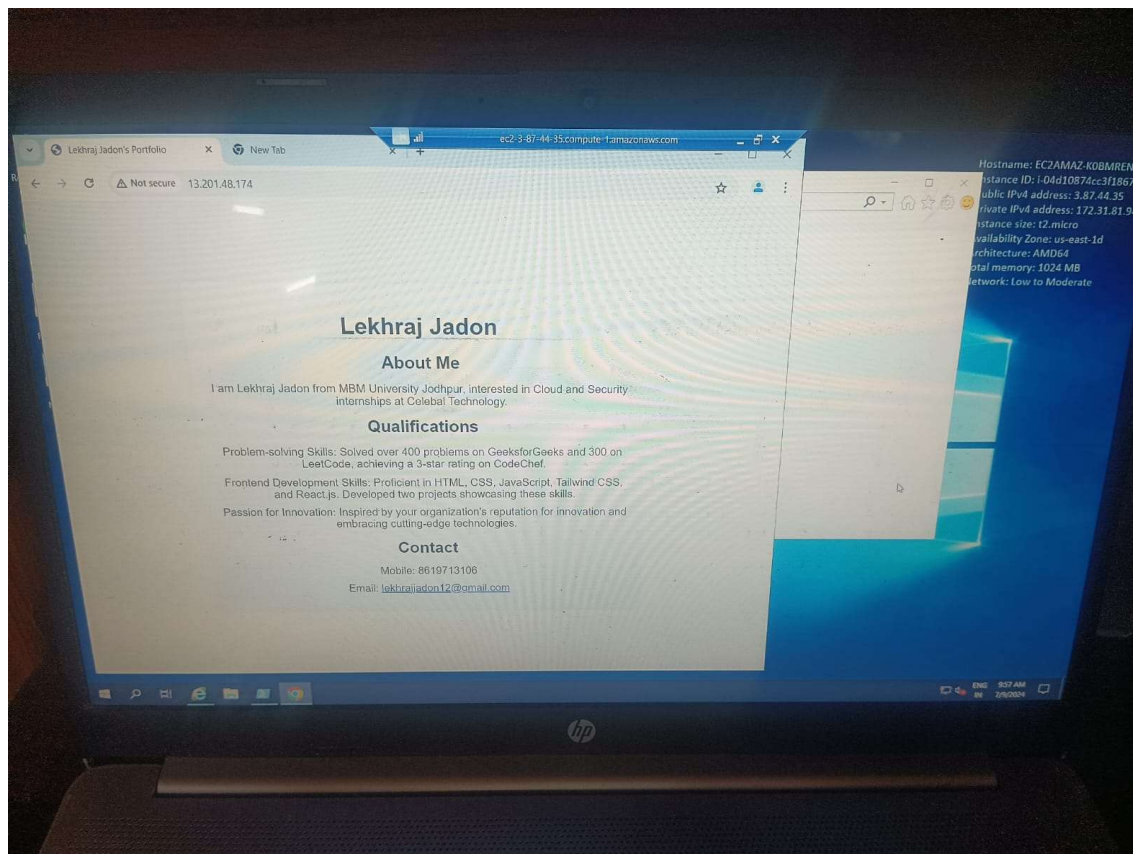 ec2-3-87-44-35.compute-1.amazonaws.com
Lekhraj Jadon's Portfolio
New Tab
Not secure 13.201.48.174
Hostname: EC2AMAZ-K0BMREN
nstance ID: i-04d10874cc3f1867
ublic IPv4 address: 3.87.44.35
rivate IPv4 address: 172.31.81.9
nstance size: t2.micro
vailability Zone: us-east-1d
rchitecture: AMD64
otal memory: 1024 MB
etwork: Low to Moderate
Lekhraj Jadon
About Me
I am Lekhraj Jadon from MBM University Jodhpur, interested in Cloud and Security
internships at Celebal Technology.
Qualifications
Problem-solving Skills: Solved over 400 problems on GeeksforGeeks and 300 on
LeetCode, achieving a 3-star rating on CodeChef.
Frontend Development Skills: Proficient in HTML, CSS, JavaScript, Tailwind CSS,
and React.js. Developed two projects showcasing these skills.
Passion for Innovation: Inspired by your organization's reputation for innovation and
embracing cutting-edge technologies.
Contact
Mobile: 8619713106
Email: lekhrajjadon12@gmail.com
ENG 9:57 AM
IN 7/9/2024
hp